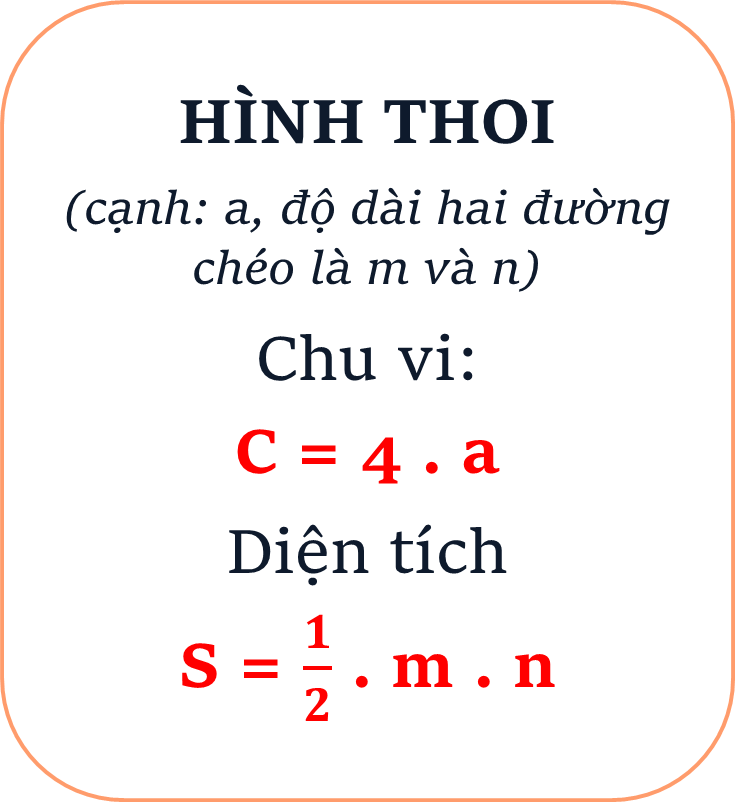 HÌNH THOI
(cạnh: a, độ dài hai đường
chéo là m và n)
Chu vi:
C = 4 . a
Diện tích
S = 1/2 . m . n